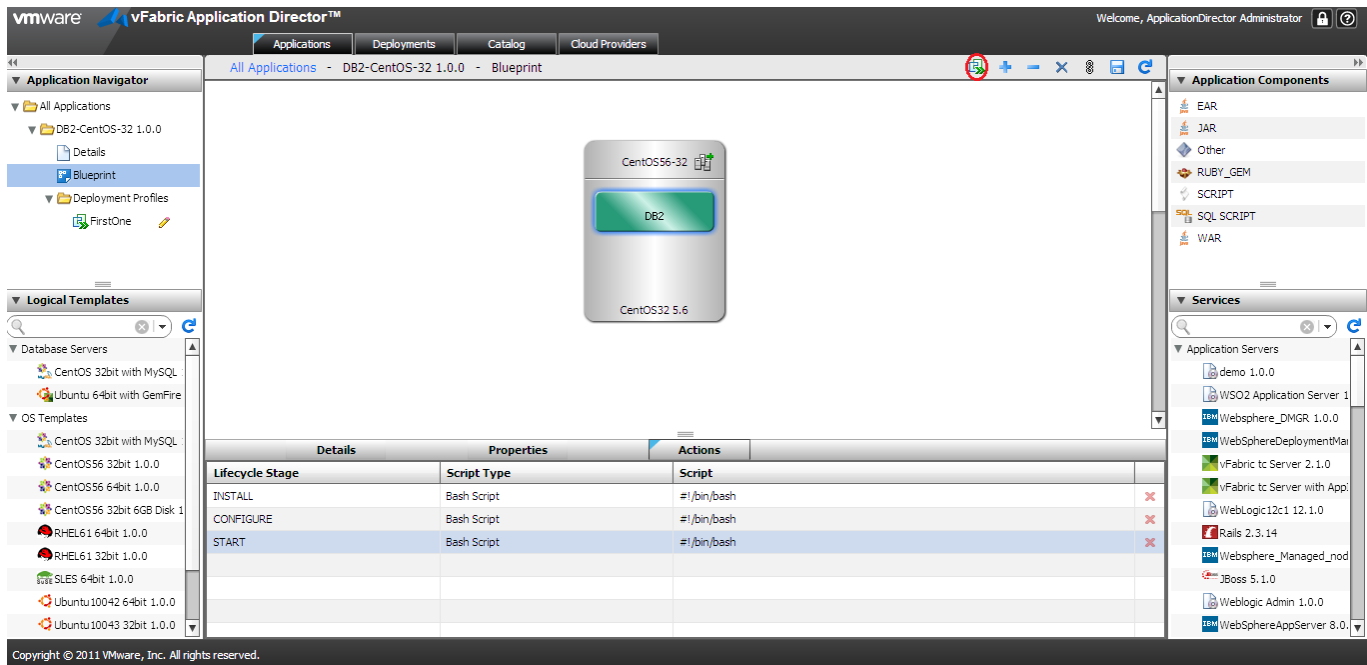 vmware vFabric Application Director™
Welcome, ApplicationDirector Administrator
Applications Deployments Catalog Cloud Providers
Application Navigator
All Applications
DB2-CentOS-32 1.0.0
Details
Blueprint
Deployment Profiles
FirstOne
Logical Templates
Database Servers
CentOS 32bit with MySQL
Ubuntu 64bit with GemFire
OS Templates
CentOS 32bit with MySQL
CentOS56 32bit 1.0.0
CentOS56 64bit 1.0.0
CentOS56 32bit 6GB Disk 1
RHEL61 64bit 1.0.0
RHEL61 32bit 1.0.0
SUSE SLES 64bit 1.0.0
Ubuntu10042 64bit 1.0.0
Ubuntu10043 32bit 1.0.0
All Applications - DB2-CentOS-32 1.0.0 - Blueprint
CentOS56-32
DB2
CentOS32 5.6
Details Properties Actions
Lifecycle Stage Script Type Script
INSTALL Bash Script #!/bin/bash
CONFIGURE Bash Script #!/bin/bash
START Bash Script #!/bin/bash
Application Components
EAR
JAR
Other
RUBY_GEM
SCRIPT
SQL SQL SCRIPT
WAR
Services
Application Servers
demo 1.0.0
WSO2 Application Server 1
IBM Websphere_DMGR 1.0.0
IBM WebSphereDeploymentMa
vFabric tc Server 2.1.0
vFabric tc Server with App
WebLogic12c1 12.1.0
Rails 2.3.14
IBM Websphere_Managed_nod
JBoss 5.1.0
Weblogic Admin 1.0.0
IBM WebSphereAppServer 8.0.
Copyright © 2011 VMware, Inc. All rights reserved.